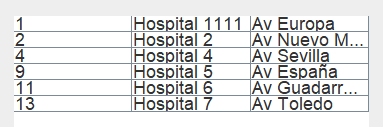 1 Hospital 1111 Av Europa
2 Hospital 2 Av Nuevo M...
4 Hospital 4 Av Sevilla
9 Hospital 5 Av España
11 Hospital 6 Av Guadarr...
13 Hospital 7 Av Toledo